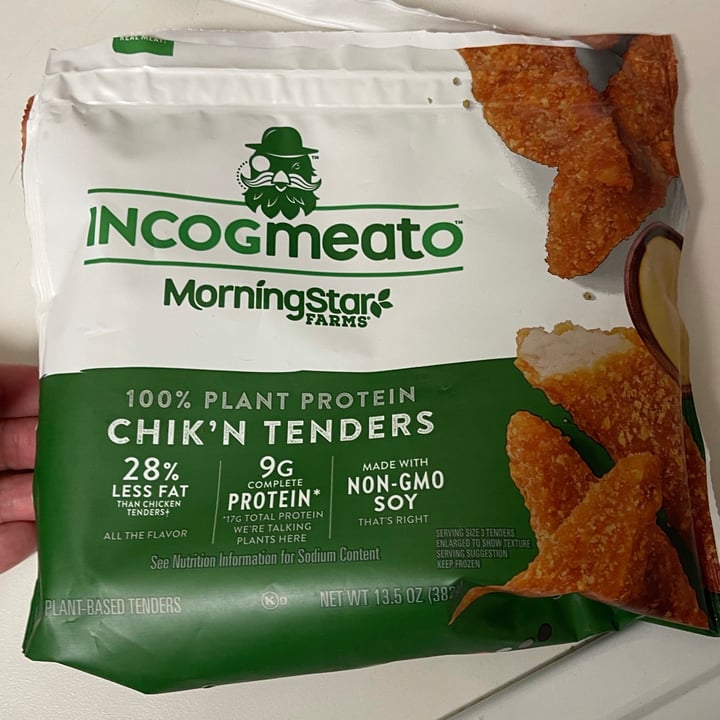 REAL MEAT
INCOGmeato™
MorningStar
FARMS®
100% PLANT PROTEIN
CHIK'N TENDERS
28%
LESS FAT
THAN CHICKEN
TENDERS+
ALL THE FLAVOR
9G
COMPLETE
PROTEIN*
*17G TOTAL PROTEIN
WE'RE TALKING
PLANTS HERE
MADE WITH
NON-GMO
SOY
THAT'S RIGHT
See Nutrition Information for Sodium Content
SERVING SIZE 3 TENDERS
ENLARGED TO SHOW TEXTURE
SERVING SUGGESTION
KEEP FROZEN
PLANT-BASED TENDERS
K D
NET WT 13.5 OZ (382